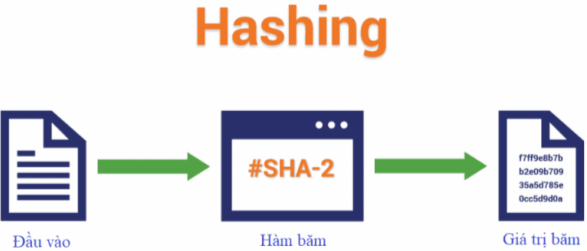 Hashing
#SHA-2
f7ff9e8b7b
b2e09b709
35a5d785e
0cc5d9d0a
Đầu vào
Hàm băm
Giá trị băm